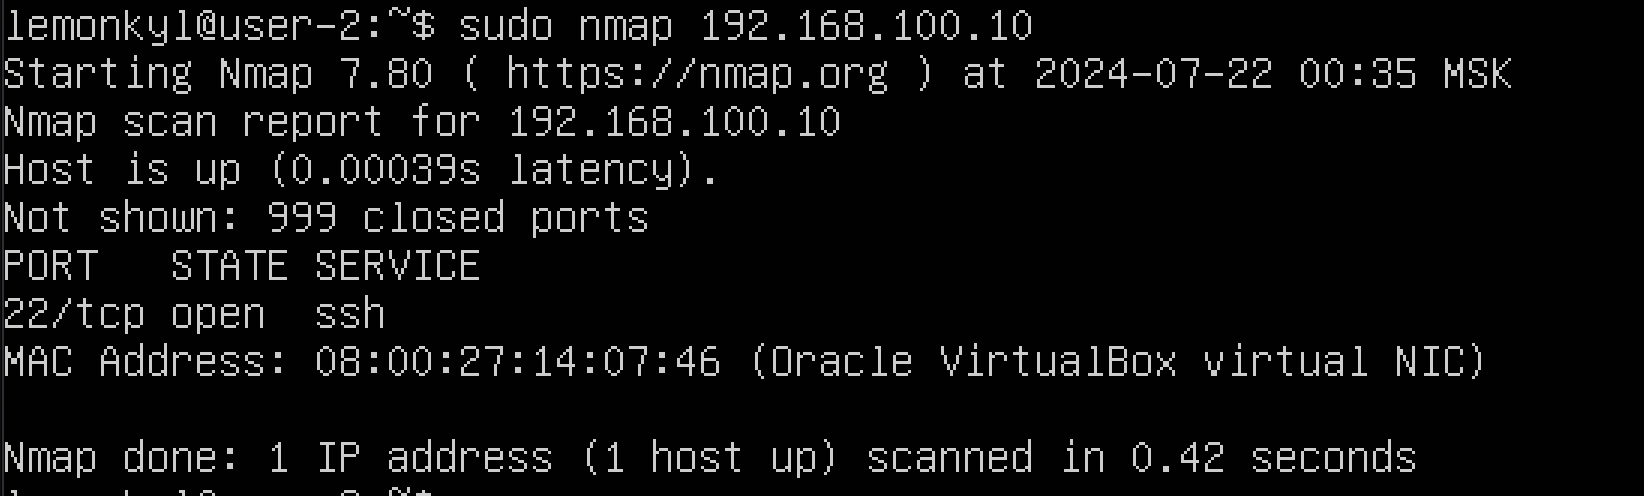 lemonkyl@user-2:~$ sudo nmap 192.168.100.10
Starting Nmap 7.80 ( https://nmap.org ) at 2024-07-22 00:35 MSK
Nmap scan report for 192.168.100.10
Host is up (0.00039s latency).
Not shown: 999 closed ports
PORT   STATE SERVICE
22/tcp open  ssh
MAC Address: 08:00:27:14:07:46 (Oracle VirtualBox virtual NIC)
Nmap done: 1 IP address (1 host up) scanned in 0.42 seconds